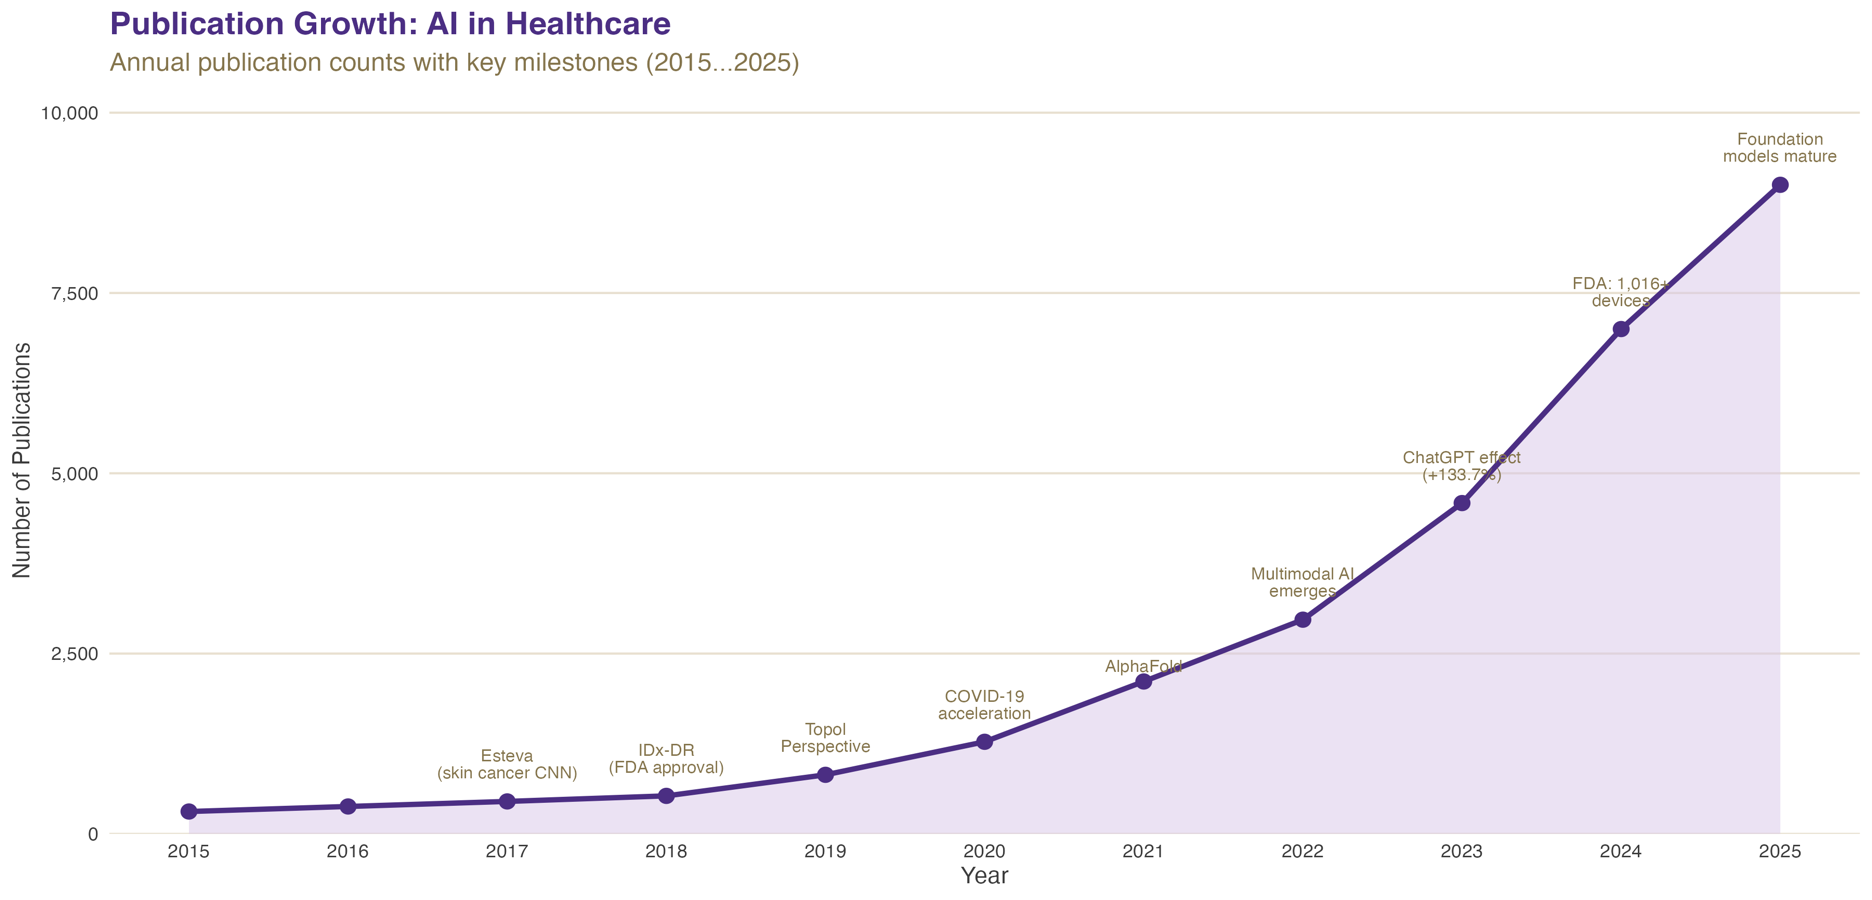 Publication Growth: AI in Healthcare
Annual publication counts with key milestones (2015...2025)
Number of Publications
10,000
7,500
5,000
2,500
0
Esteva
(skin cancer CNN)
IDx-DR
(FDA approval)
Topol
Perspective
COVID-19
acceleration
AlphaFold
Multimodal AI
emerges
ChatGPT effect
(+133.7%)
FDA: 1,016+
devices
Foundation
models mature
2015
2016
2017
2018
2019
2020
2021
2022
2023
2024
2025
Year